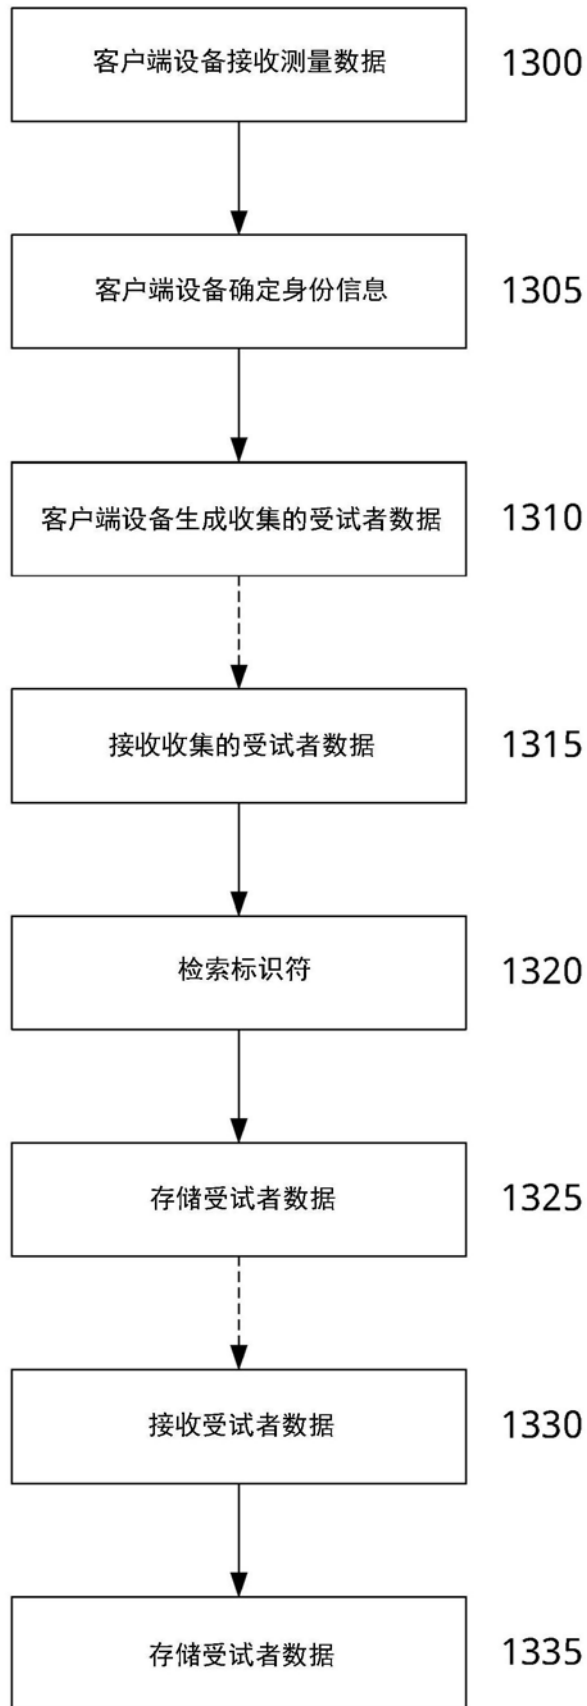 客户端设备接收测量数据 1300
客户端设备确定身份信息 1305
客户端设备生成收集的受试者数据 1310
接收收集的受试者数据 1315
检索标识符 1320
存储受试者数据 1325
接收受试者数据 1330
存储受试者数据 1335